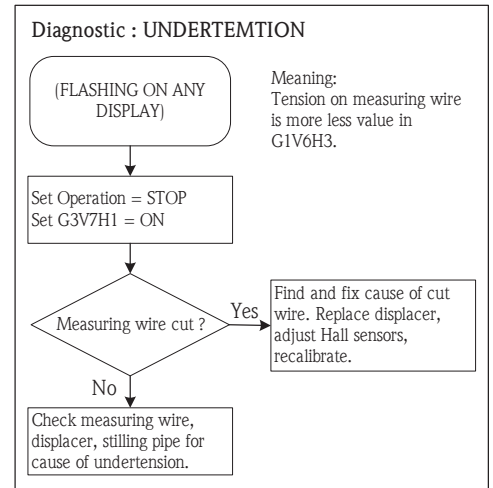 Diagnostic : UNDERTEMTION
(FLASHING ON ANY
DISPLAY)
Meaning:
Tension on measuring wire
is more less value in
G1V6H3.
Set Operation = STOP
Set G3V7H1 = ON
Measuring wire cut ?
Yes
Find and fix cause of cut
wire. Replace displacer,
adjust Hall sensors,
recalibrate.
No
Check measuring wire,
displacer, stilling pipe for
cause of undertension.